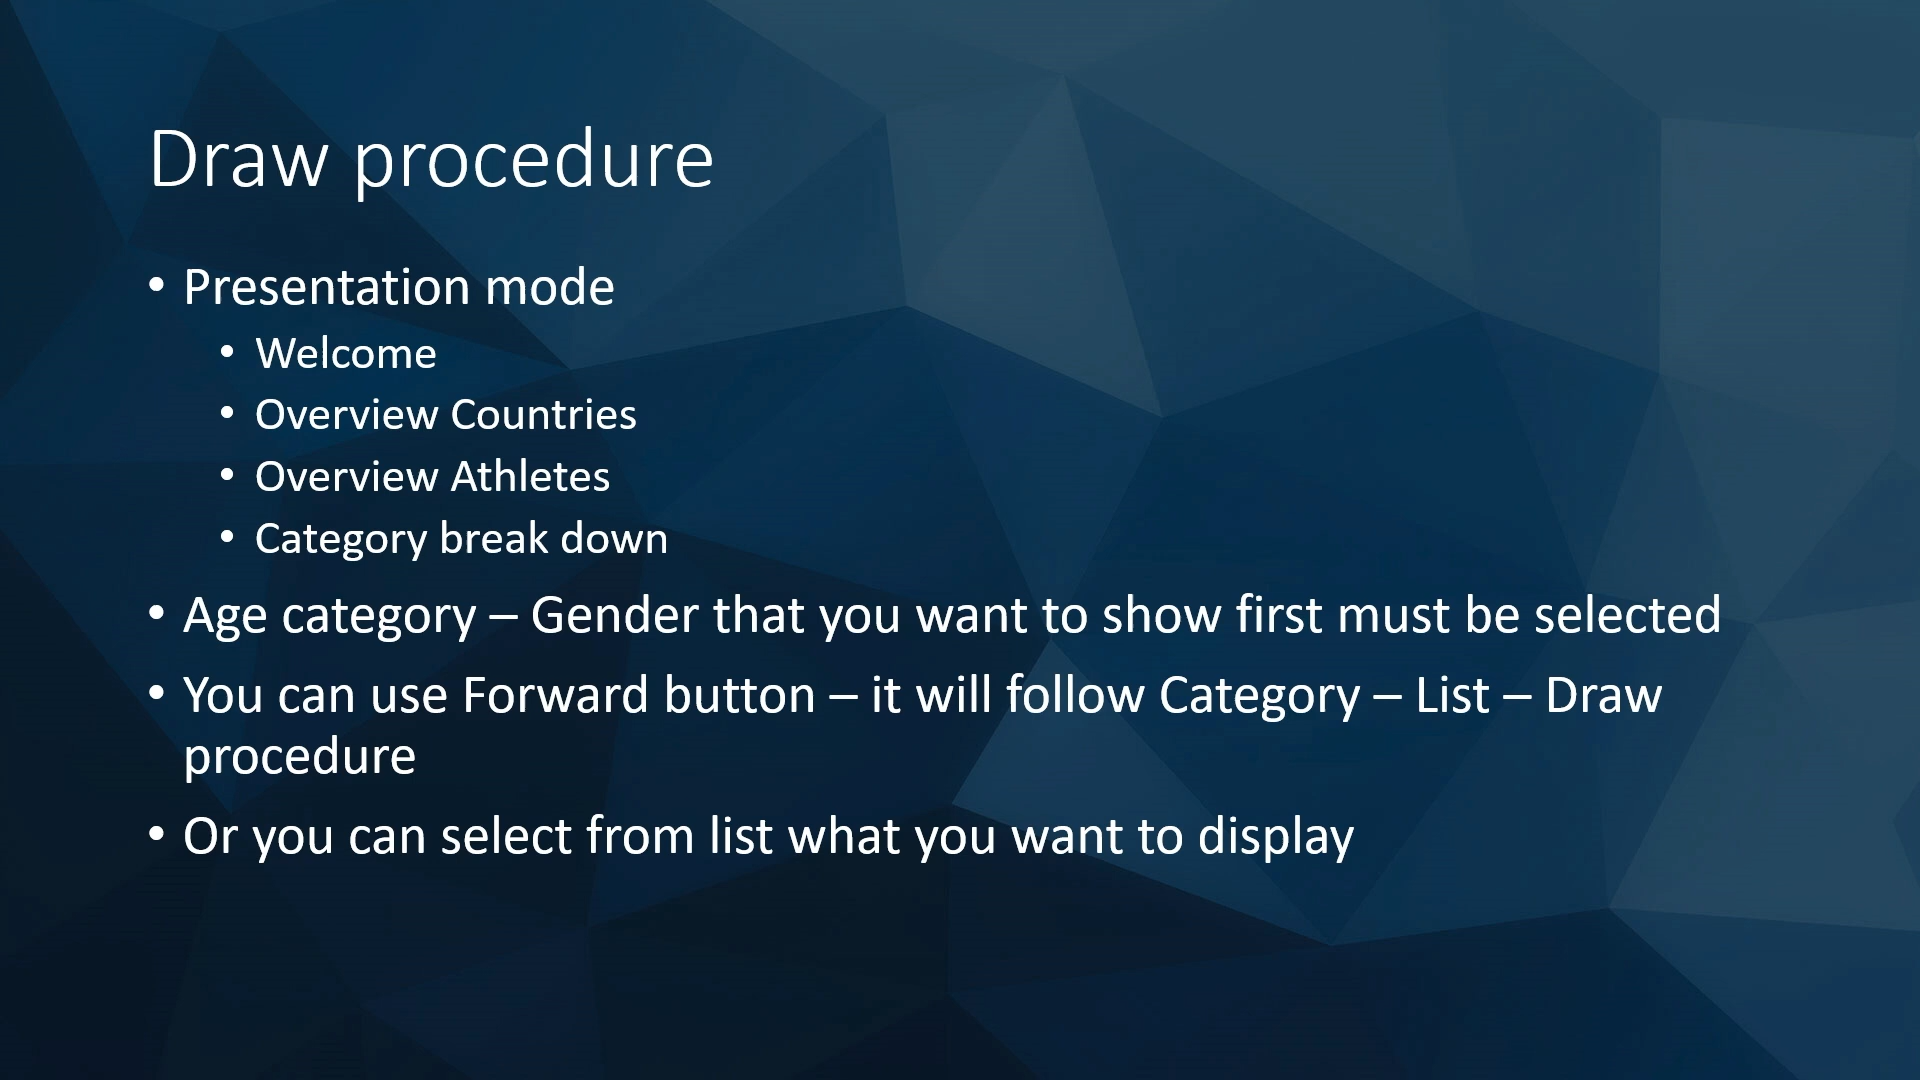 Draw procedure
• Presentation mode
• Welcome
• Overview Countries
• Overview Athletes
• Category break down
• Age category – Gender that you want to show first must be selected
• You can use Forward button – it will follow Category – List – Draw
procedure
• Or you can select from list what you want to display